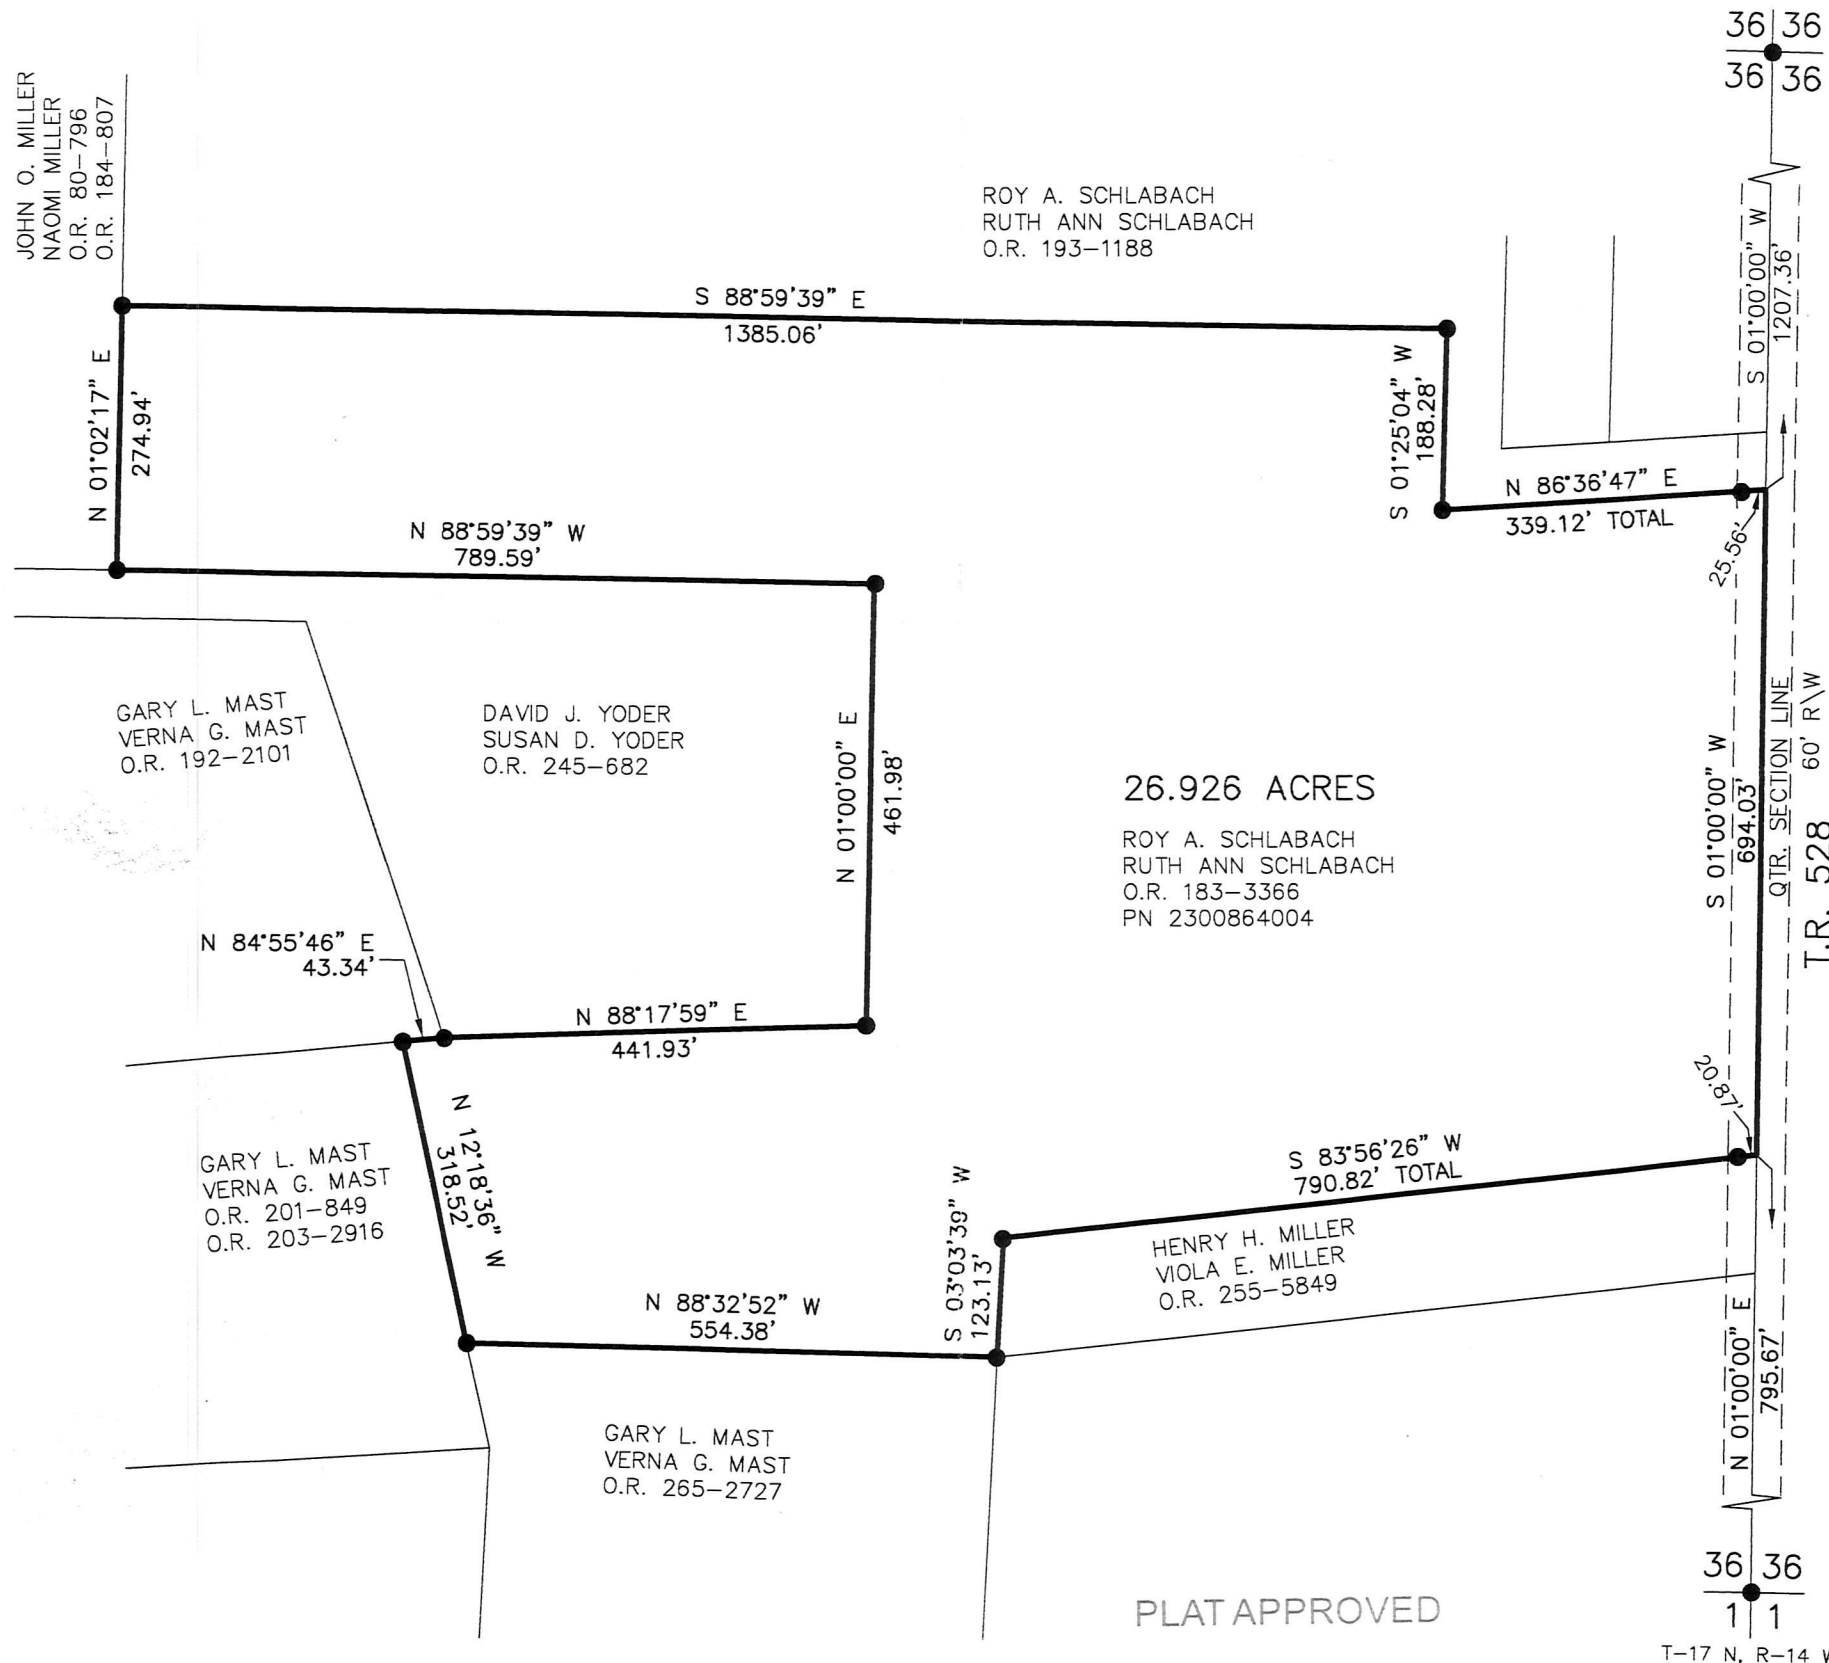 36 36
36 36
JOHN O. MILLER
NAOMI MILLER
O.R. 80–796
O.R. 184–807
ROY A. SCHLABACH
RUTH ANN SCHLABACH
O.R. 193–1188
S 01°00'00" W
1207.36'
S 88°59'39" E
1385.06'
N 01°02'17" E
274.94'
S 01°25'04" W
188.28'
N 86°36'47" E
339.12' TOTAL
25.56'
N 88°59'39" W
789.59'
GARY L. MAST
VERNA G. MAST
O.R. 192–2101
DAVID J. YODER
SUSAN D. YODER
O.R. 245–682
N 01°00'00" E
461.98'
26.926 ACRES
ROY A. SCHLABACH
RUTH ANN SCHLABACH
O.R. 183–3366
PN 2300864004
S 01°00'00" W
694.03'
QTR. SECTION LINE
60' R\W
T.R. 528
N 84°55'46" E
43.34'
N 88°17'59" E
441.93'
20.87'
N 12°18'36" W
318.52'
GARY L. MAST
VERNA G. MAST
O.R. 201–849
O.R. 203–2916
S 83°56'26" W
790.82' TOTAL
S 03°03'39" W
123.13'
HENRY H. MILLER
VIOLA E. MILLER
O.R. 255–5849
N 88°32'52" W
554.38'
N 01°00'00" E
795.67'
GARY L. MAST
VERNA G. MAST
O.R. 265–2727
PLAT APPROVED
36 36
1 1
T–17 N, R–14 W